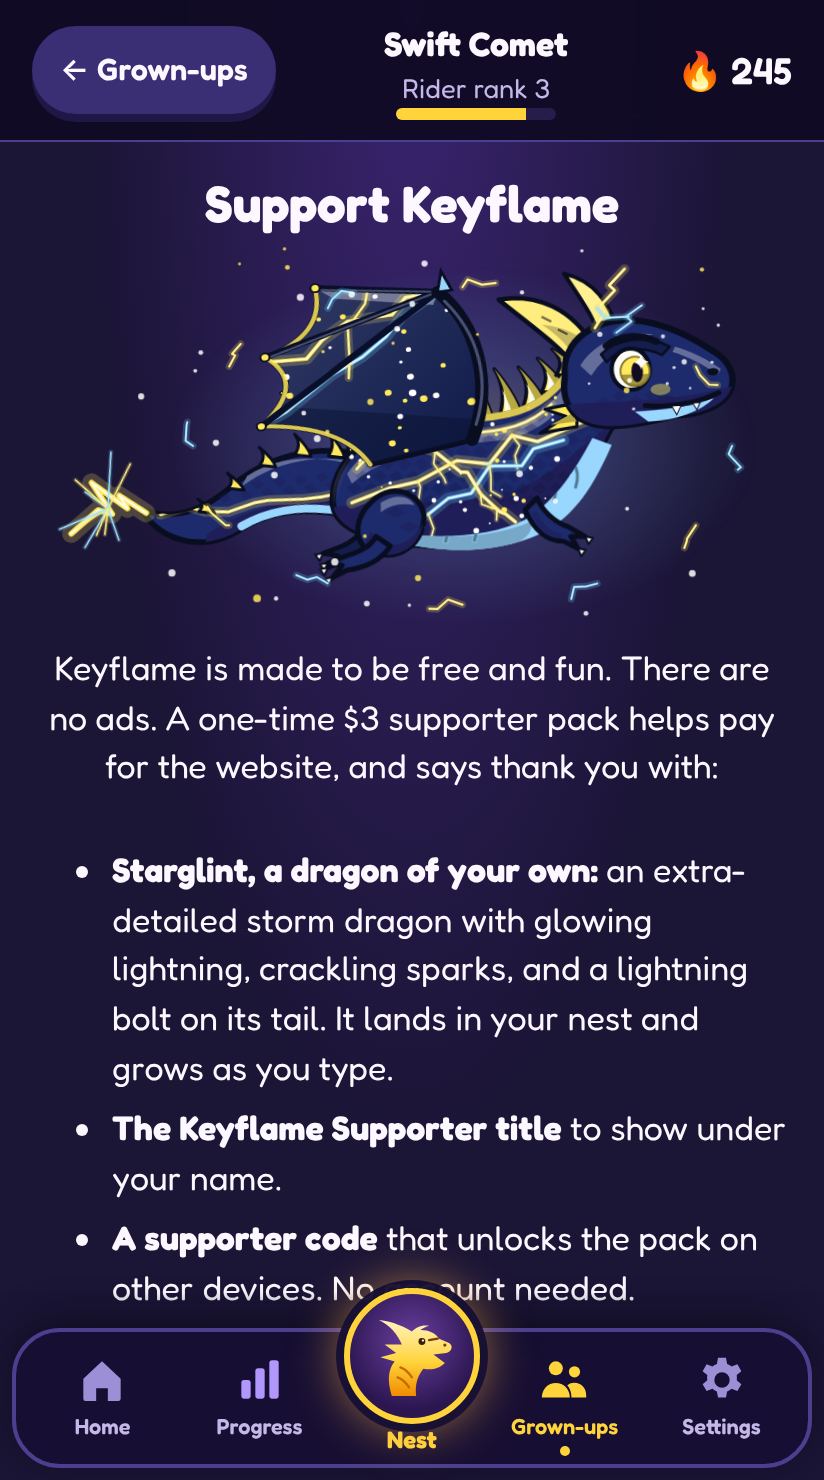 ← Grown-ups
Swift Comet
Rider rank 3
🔥 245
Support Keyflame
Keyflame is made to be free and fun. There are
no ads. A one-time $3 supporter pack helps pay
for the website, and says thank you with:
• Starglint, a dragon of your own: an extra-
detailed storm dragon with glowing
lightning, crackling sparks, and a lightning
bolt on its tail. It lands in your nest and
grows as you type.
• The Keyflame Supporter title to show under
your name.
• A supporter code that unlocks the pack on
other devices. No needed.
Home
Progress
Nest
Grown-ups
Settings